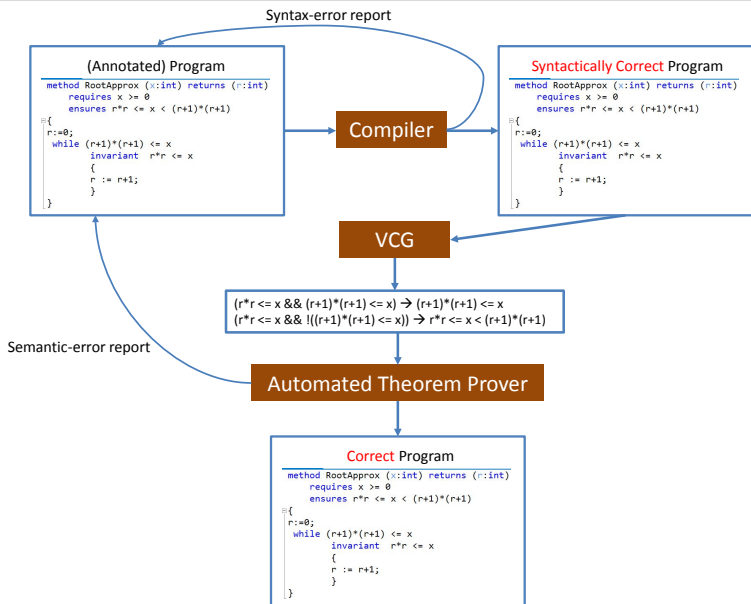 Syntax-error report
(Annotated) Program
method RootApprox (x:int) returns (r:int)
requires x >= 0
ensures r*r <= x < (r+1)*(r+1)
{
r:=0;
while (r+1)*(r+1) <= x
invariant r*r <= x
{
r := r+1;
}
}
Compiler
Syntactically Correct Program
method RootApprox (x:int) returns (r:int)
requires x >= 0
ensures r*r <= x < (r+1)*(r+1)
{
r:=0;
while (r+1)*(r+1) <= x
invariant r*r <= x
{
r := r+1;
}
}
VCG
(r*r <= x && (r+1)*(r+1) <= x) → (r+1)*(r+1) <= x
(r*r <= x && !((r+1)*(r+1) <= x)) → r*r <= x < (r+1)*(r+1)
Semantic-error report
Automated Theorem Prover
Correct Program
method RootApprox (x:int) returns (r:int)
requires x >= 0
ensures r*r <= x < (r+1)*(r+1)
{
r:=0;
while (r+1)*(r+1) <= x
invariant r*r <= x
{
r := r+1;
}
}